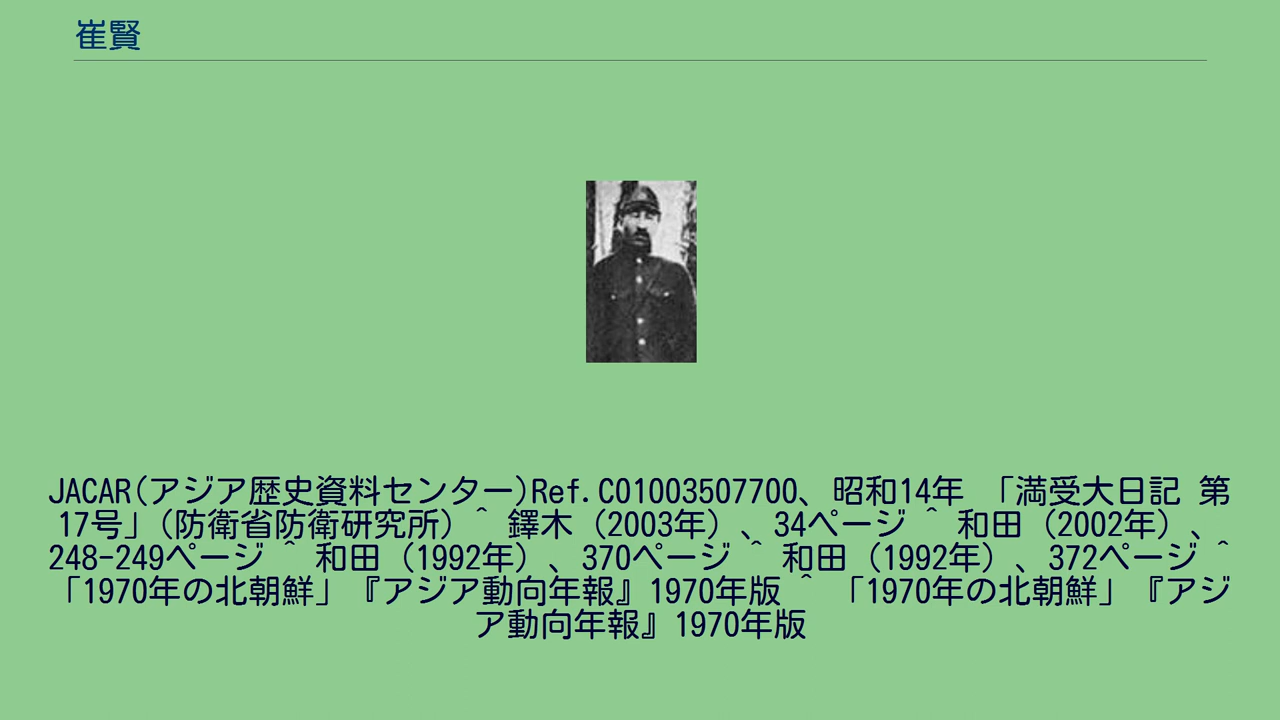 崔賢
JACAR(アジア歴史資料センター)Ref.C01003507700、昭和14年 「満受大日記 第
17号」(防衛省防衛研究所) ^ 鐸木（2003年）、34ページ ^ 和田（2002年）、
248-249ページ ^ 和田（1992年）、370ページ ^ 和田（1992年）、372ページ ^
「1970年の北朝鮮」『アジア動向年報』1970年版 ^ 「1970年の北朝鮮」『アジ
ア動向年報』1970年版